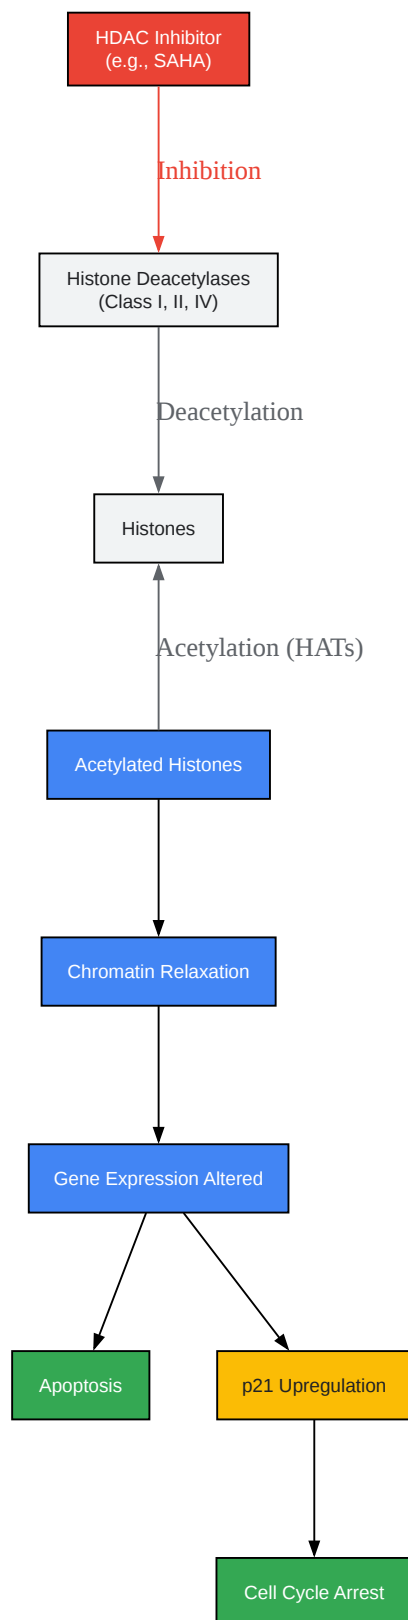 HDAC Inhibitor
(e.g., SAHA)
Inhibition
Histone Deacetylases
(Class I, II, IV)
Deacetylation
Histones
Acetylation (HATs)
Acetylated Histones
Chromatin Relaxation
Gene Expression Altered
Apoptosis
p21 Upregulation
Cell Cycle Arrest